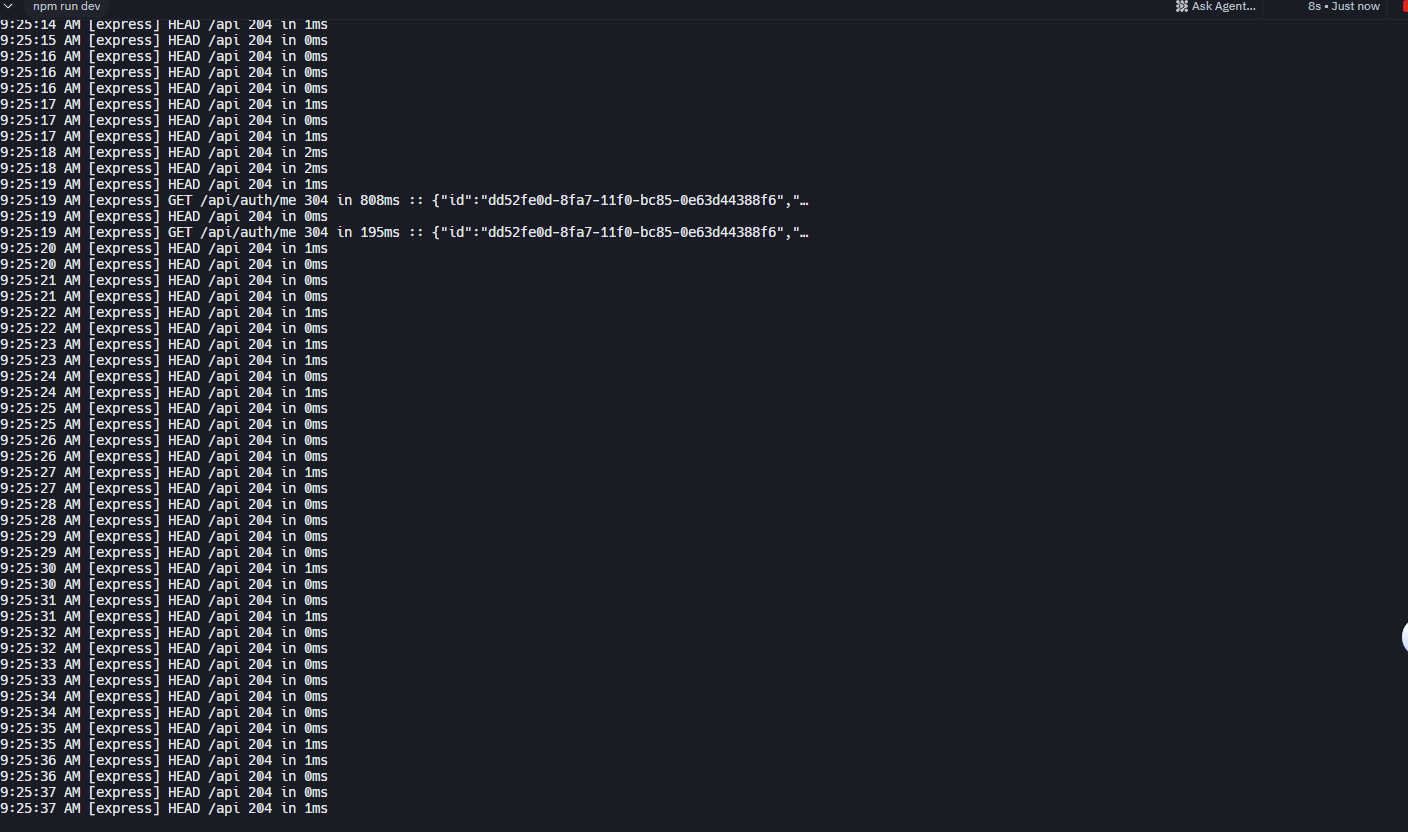 npm run dev
Ask Agent...
8s • Just now
9:25:14 AM [express] HEAD /api 204 in 1ms
9:25:15 AM [express] HEAD /api 204 in 0ms
9:25:16 AM [express] HEAD /api 204 in 0ms
9:25:16 AM [express] HEAD /api 204 in 0ms
9:25:16 AM [express] HEAD /api 204 in 0ms
9:25:17 AM [express] HEAD /api 204 in 1ms
9:25:17 AM [express] HEAD /api 204 in 0ms
9:25:17 AM [express] HEAD /api 204 in 1ms
9:25:18 AM [express] HEAD /api 204 in 2ms
9:25:18 AM [express] HEAD /api 204 in 2ms
9:25:19 AM [express] HEAD /api 204 in 1ms
9:25:19 AM [express] GET /api/auth/me 304 in 808ms :: {"id":"dd52fe0d-8fa7-11f0-bc85-0e63d44388f6","…
9:25:19 AM [express] HEAD /api 204 in 0ms
9:25:19 AM [express] GET /api/auth/me 304 in 195ms :: {"id":"dd52fe0d-8fa7-11f0-bc85-0e63d44388f6","…
9:25:20 AM [express] HEAD /api 204 in 1ms
9:25:20 AM [express] HEAD /api 204 in 0ms
9:25:21 AM [express] HEAD /api 204 in 0ms
9:25:21 AM [express] HEAD /api 204 in 0ms
9:25:22 AM [express] HEAD /api 204 in 1ms
9:25:22 AM [express] HEAD /api 204 in 0ms
9:25:23 AM [express] HEAD /api 204 in 1ms
9:25:23 AM [express] HEAD /api 204 in 1ms
9:25:24 AM [express] HEAD /api 204 in 0ms
9:25:24 AM [express] HEAD /api 204 in 1ms
9:25:25 AM [express] HEAD /api 204 in 0ms
9:25:25 AM [express] HEAD /api 204 in 0ms
9:25:26 AM [express] HEAD /api 204 in 0ms
9:25:26 AM [express] HEAD /api 204 in 0ms
9:25:27 AM [express] HEAD /api 204 in 1ms
9:25:27 AM [express] HEAD /api 204 in 0ms
9:25:28 AM [express] HEAD /api 204 in 0ms
9:25:28 AM [express] HEAD /api 204 in 0ms
9:25:29 AM [express] HEAD /api 204 in 0ms
9:25:29 AM [express] HEAD /api 204 in 0ms
9:25:30 AM [express] HEAD /api 204 in 1ms
9:25:30 AM [express] HEAD /api 204 in 0ms
9:25:31 AM [express] HEAD /api 204 in 0ms
9:25:31 AM [express] HEAD /api 204 in 1ms
9:25:32 AM [express] HEAD /api 204 in 0ms
9:25:32 AM [express] HEAD /api 204 in 0ms
9:25:33 AM [express] HEAD /api 204 in 0ms
9:25:33 AM [express] HEAD /api 204 in 0ms
9:25:34 AM [express] HEAD /api 204 in 0ms
9:25:34 AM [express] HEAD /api 204 in 0ms
9:25:35 AM [express] HEAD /api 204 in 0ms
9:25:35 AM [express] HEAD /api 204 in 1ms
9:25:36 AM [express] HEAD /api 204 in 1ms
9:25:36 AM [express] HEAD /api 204 in 0ms
9:25:37 AM [express] HEAD /api 204 in 0ms
9:25:37 AM [express] HEAD /api 204 in 1ms